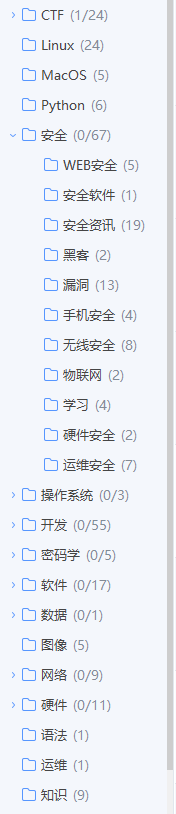 CTF (1/24)
Linux (24)
MacOS (5)
Python (6)
安全 (0/67)
WEB安全 (5)
安全软件 (1)
安全资讯 (19)
黑客 (2)
漏洞 (13)
手机安全 (4)
无线安全 (8)
物联网 (2)
学习 (4)
硬件安全 (2)
运维安全 (7)
操作系统 (0/3)
开发 (0/55)
密码学 (0/5)
软件 (0/17)
数据 (0/1)
图像 (5)
网络 (0/9)
硬件 (0/11)
语法 (1)
运维 (1)
知识 (9)